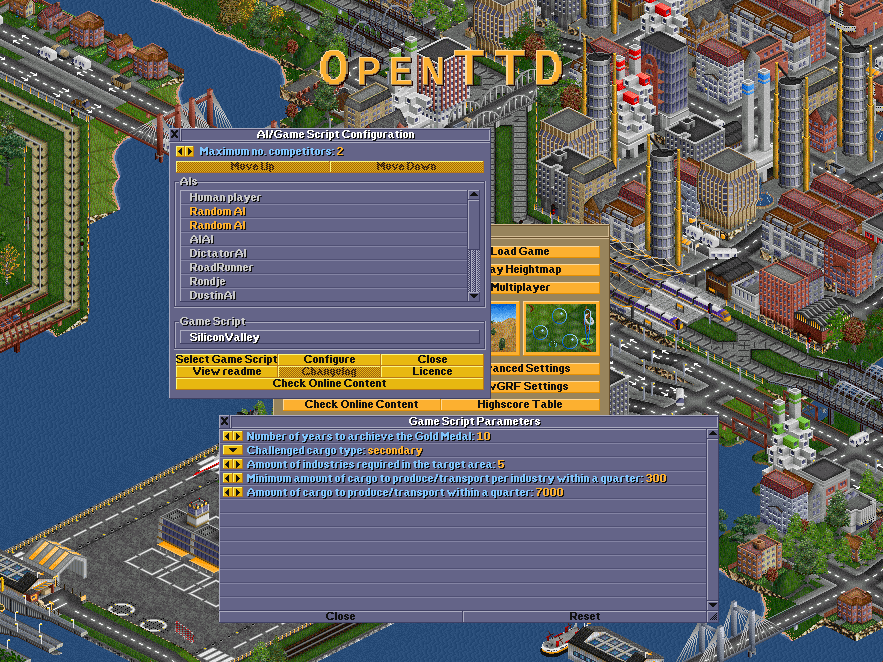 OPENTTD
AI/Game Script Configuration
Maximum no. competitors: 2
Move Up Move Down
AIs
Human player
Random AI
Random AI
AIAI
DictatorAI
RoadRunner
Rondje
DustinAI
Game Script
SiliconValley
Select Game Script Configure Close
View readme Changelog Licence
Check Online Content
Load Game
ay Heightmap
Multiplayer
anced Settings
wGRF Settings
Check Online Content Highscore Table
Game Script Parameters
Number of years to archieve the Gold Medal: 10
Challenged cargo type: secondary
Amount of industries required in the target area: 5
Minimum amount of cargo to produce/transport per industry within a quarter: 300
Amount of cargo to produce/transport within a quarter: 7000
Close Reset